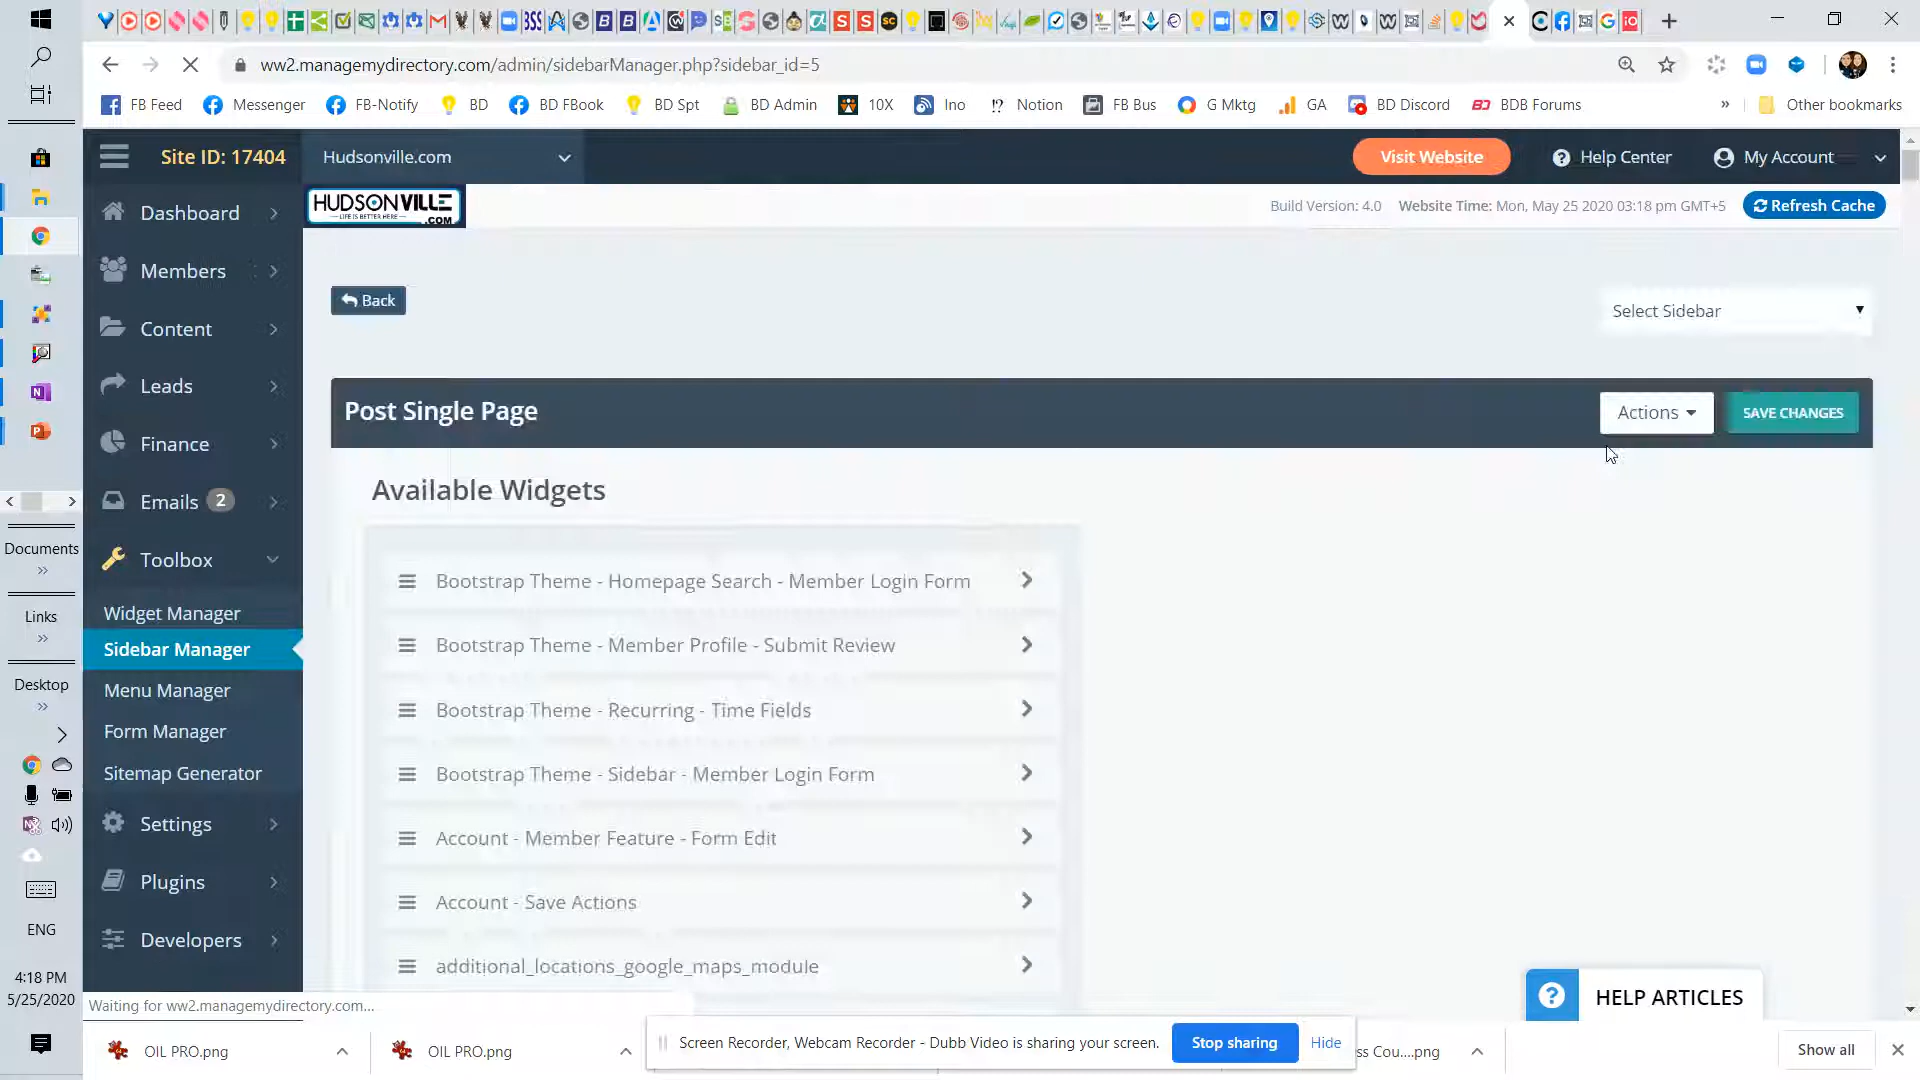 ww2.managemydirectory.com/admin/sidebarManager.php?sidebar_id=5
FB Feed
Messenger
FB-Notify
BD
BD FBook
BD Spt
BD Admin
10X
Ino
!? Notion
FB Bus
G Mktg
GA
BD Discord
BDB Forums
»
Other bookmarks
Site ID: 17404
Hudsonville.com
Visit Website
Help Center
My Account
HUDSONVILLE
LIFE IS BETTER HERE
.COM
Build Version: 4.0
Website Time: Mon, May 25 2020 03:18 pm GMT+5
Refresh Cache
Dashboard
Members
Content
Leads
Finance
Emails 2
Toolbox
Widget Manager
Sidebar Manager
Menu Manager
Form Manager
Sitemap Generator
Settings
Plugins
Developers
Back
Select Sidebar
Post Single Page
Actions
SAVE CHANGES
Available Widgets
Bootstrap Theme - Homepage Search - Member Login Form
Bootstrap Theme - Member Profile - Submit Review
Bootstrap Theme - Recurring - Time Fields
Bootstrap Theme - Sidebar - Member Login Form
Account - Member Feature - Form Edit
Account - Save Actions
additional_locations_google_maps_module
HELP ARTICLES
Documents
Links
Desktop
ENG
4:18 PM
5/25/2020
Waiting for ww2.managemydirectory.com...
OIL PRO.png
OIL PRO.png
Screen Recorder, Webcam Recorder - Dubb Video is sharing your screen.
Stop sharing
Hide
ss Cou....png
Show all